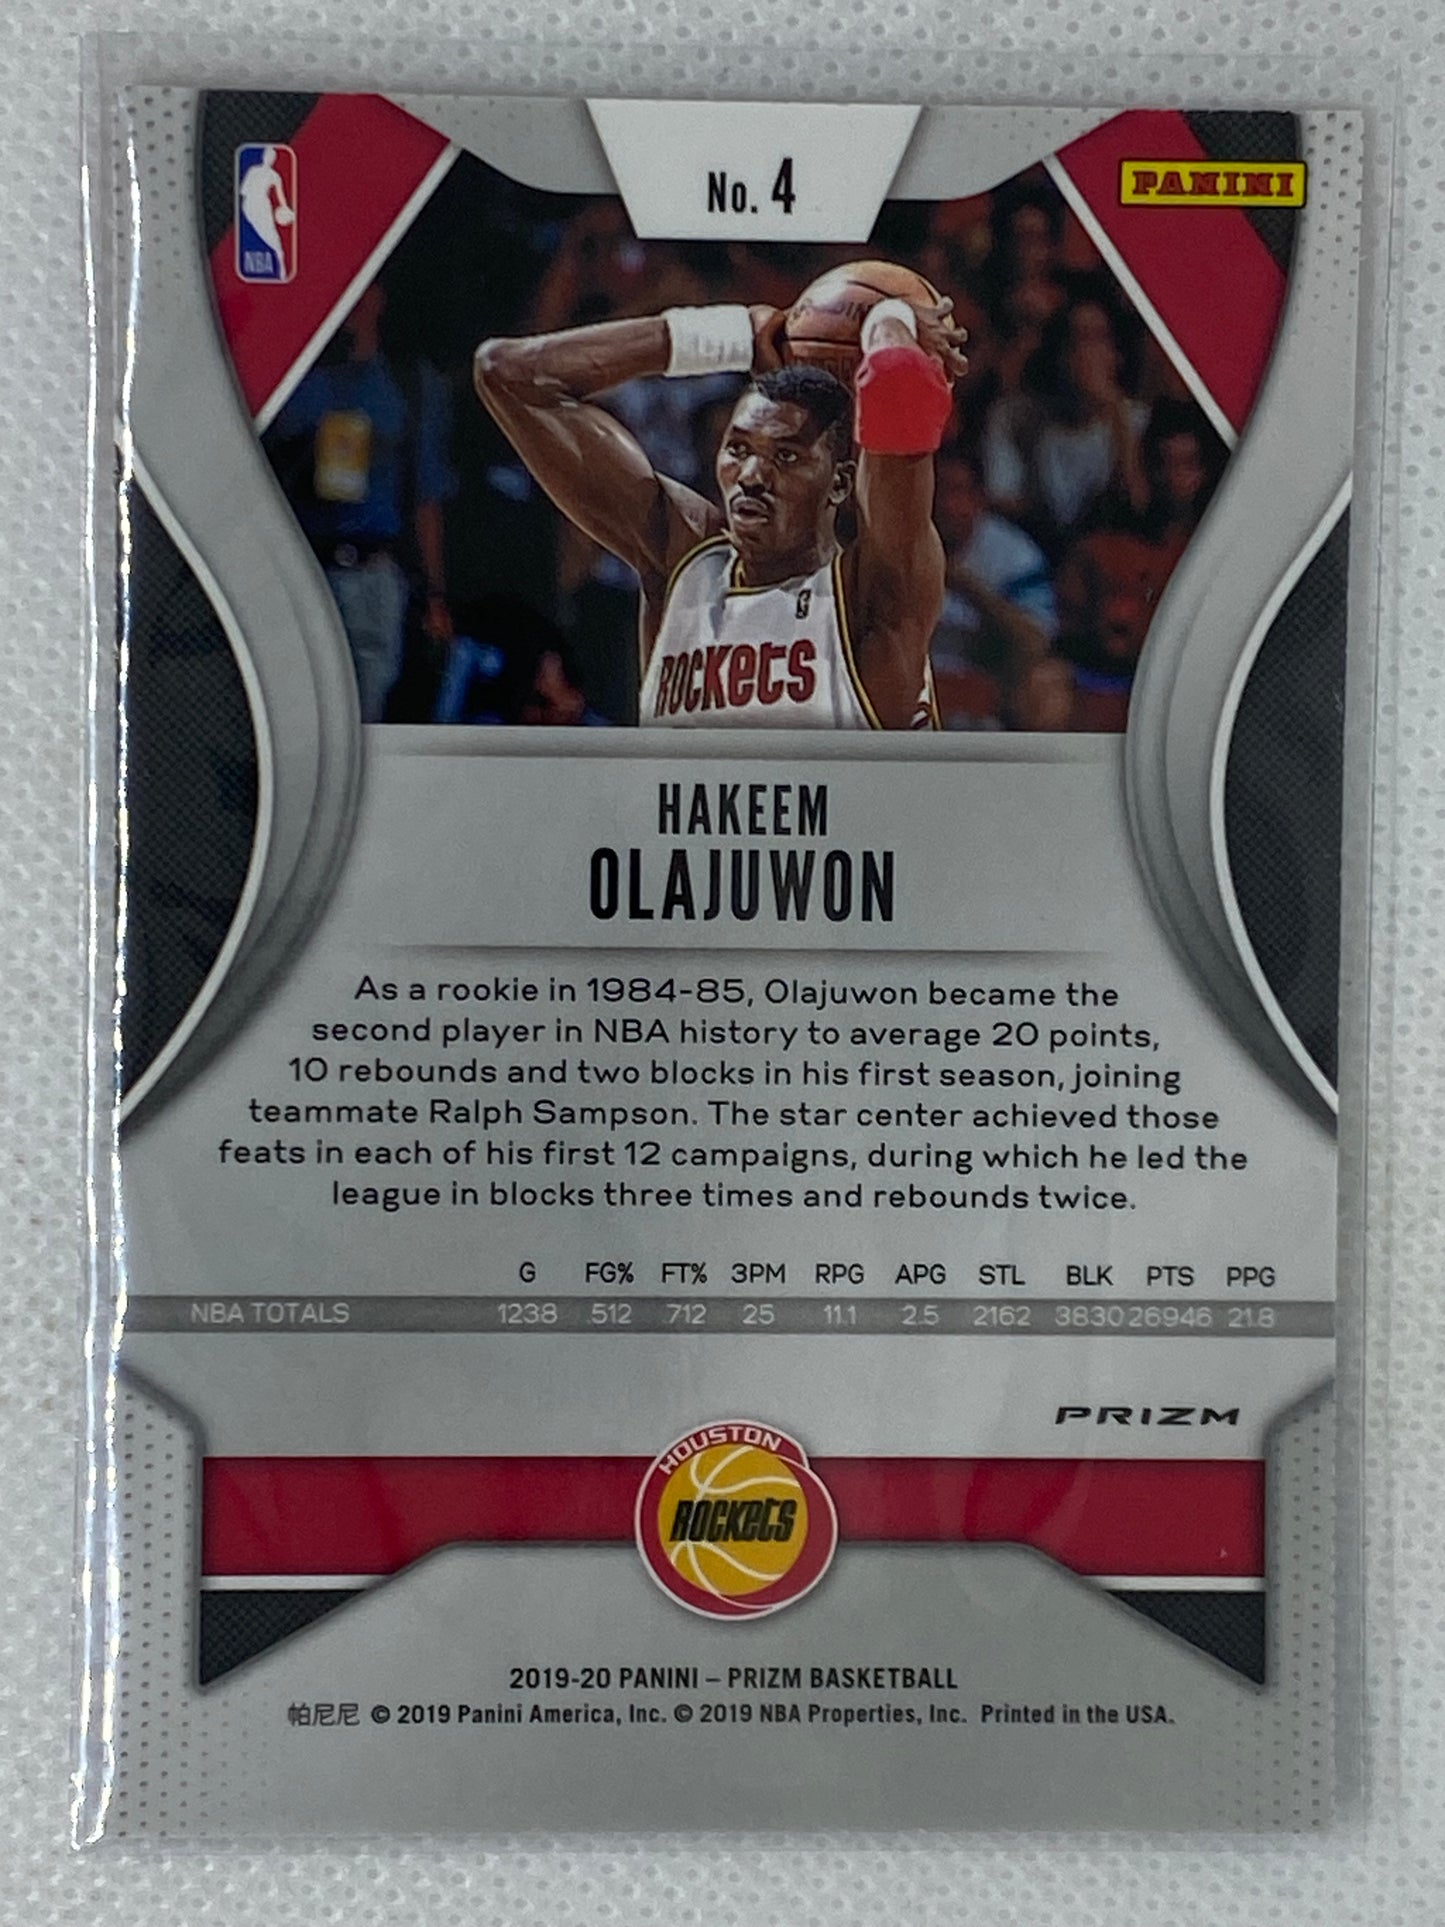 No. 4
NBA
PANINI
ROCKETS
HAKEEM
OLAJUWON
As a rookie in 1984-85, Olajuwon became the
second player in NBA history to average 20 points,
10 rebounds and two blocks in his first season, joining
teammate Ralph Sampson. The star center achieved those
feats in each of his first 12 campaigns, during which he led the
league in blocks three times and rebounds twice.
G FG% FT% 3PM RPG APG STL BLK PTS PPG
NBA TOTALS 1238 .512 .712 25 11.1 2.5 2162 3830 26946 21.8
PRIZM
HOUSTON
ROCKETS
2019-20 PANINI – PRIZM BASKETBALL
帕尼尼 © 2019 Panini America, Inc. © 2019 NBA Properties, Inc. Printed in the USA.